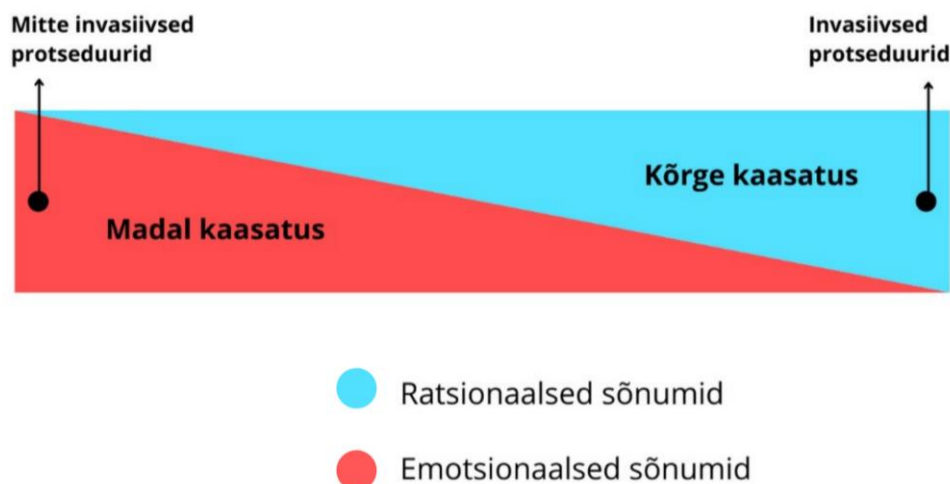 Mitte invasiivsed
protseduurid
Invasiivsed
protseduurid
Kõrge kaasatus
Madal kaasatus
Ratsionaalsed sõnumid
Emotsionaalsed sõnumid